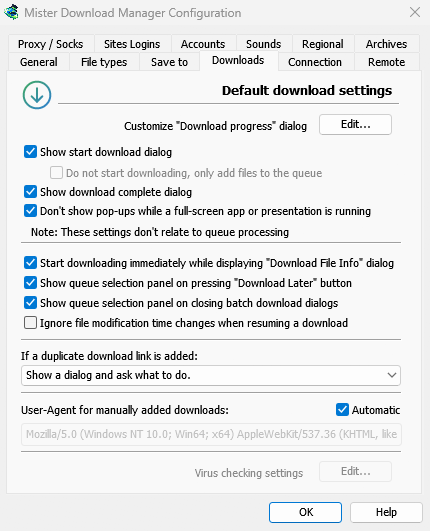 Mister Download Manager Configuration
Proxy / Socks Sites Logins Accounts Sounds Regional Archives
General File types Save to Downloads Connection Remote
Default download settings
Customize "Download progress" dialog Edit...
Show start download dialog
Do not start downloading, only add files to the queue
Show download complete dialog
Don't show pop-ups while a full-screen app or presentation is running
Note: These settings don't relate to queue processing
Start downloading immediately while displaying "Download File Info" dialog
Show queue selection panel on pressing "Download Later" button
Show queue selection panel on closing batch download dialogs
Ignore file modification time changes when resuming a download
If a duplicate download link is added:
Show a dialog and ask what to do.
User-Agent for manually added downloads: Automatic
Mozilla/5.0 (Windows NT 10.0; Win64; x64) AppleWebKit/537.36 (KHTML, like
Virus checking settings Edit...
OK Help